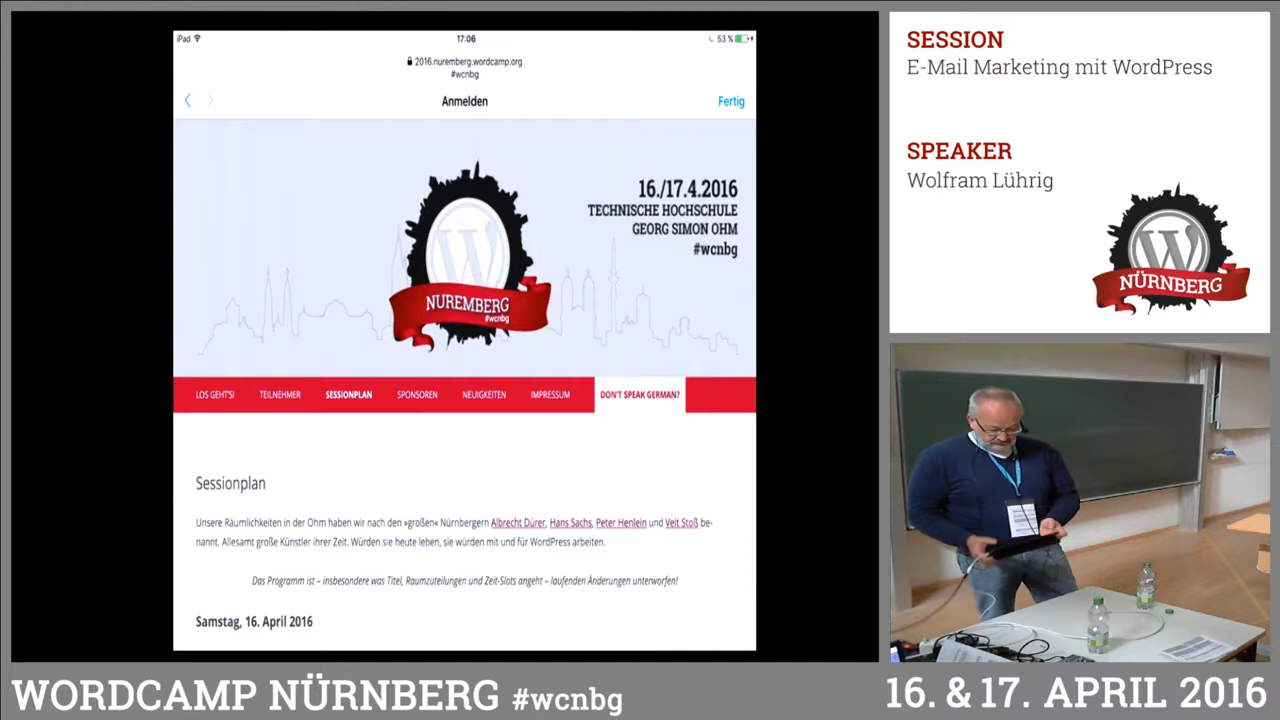 iPad
17:06
53 %
2016.nuremberg.wordcamp.org
#wcnbg
Anmelden
Fertig
16./17.4.2016
TECHNISCHE HOCHSCHULE
GEORG SIMON OHM
#wcnbg
NUREMBERG
#wcnbg
LOS GEHT'S! TEILNEHMER SESSIONPLAN SPONSOREN NEUIGKEITEN IMPRESSUM DON'T SPEAK GERMAN?
Sessionplan
Unsere Räumlichkeiten in der Ohm haben wir nach den »großen« Nürnbergern Albrecht Dürer, Hans Sachs, Peter Henlein und Veit Stoß be-
nannt. Allesamt große Künstler ihrer Zeit. Würden sie heute leben, sie würden mit und für WordPress arbeiten.
Das Programm ist – insbesondere was Titel, Raumzuteilungen und Zeit-Slots angeht – laufenden Änderungen unterworfen!
Samstag, 16. April 2016
SESSION
E-Mail Marketing mit WordPress
SPEAKER
Wolfram Lührig
NÜRNBERG
WORDCAMP NÜRNBERG #wcnbg
16. & 17. APRIL 2016